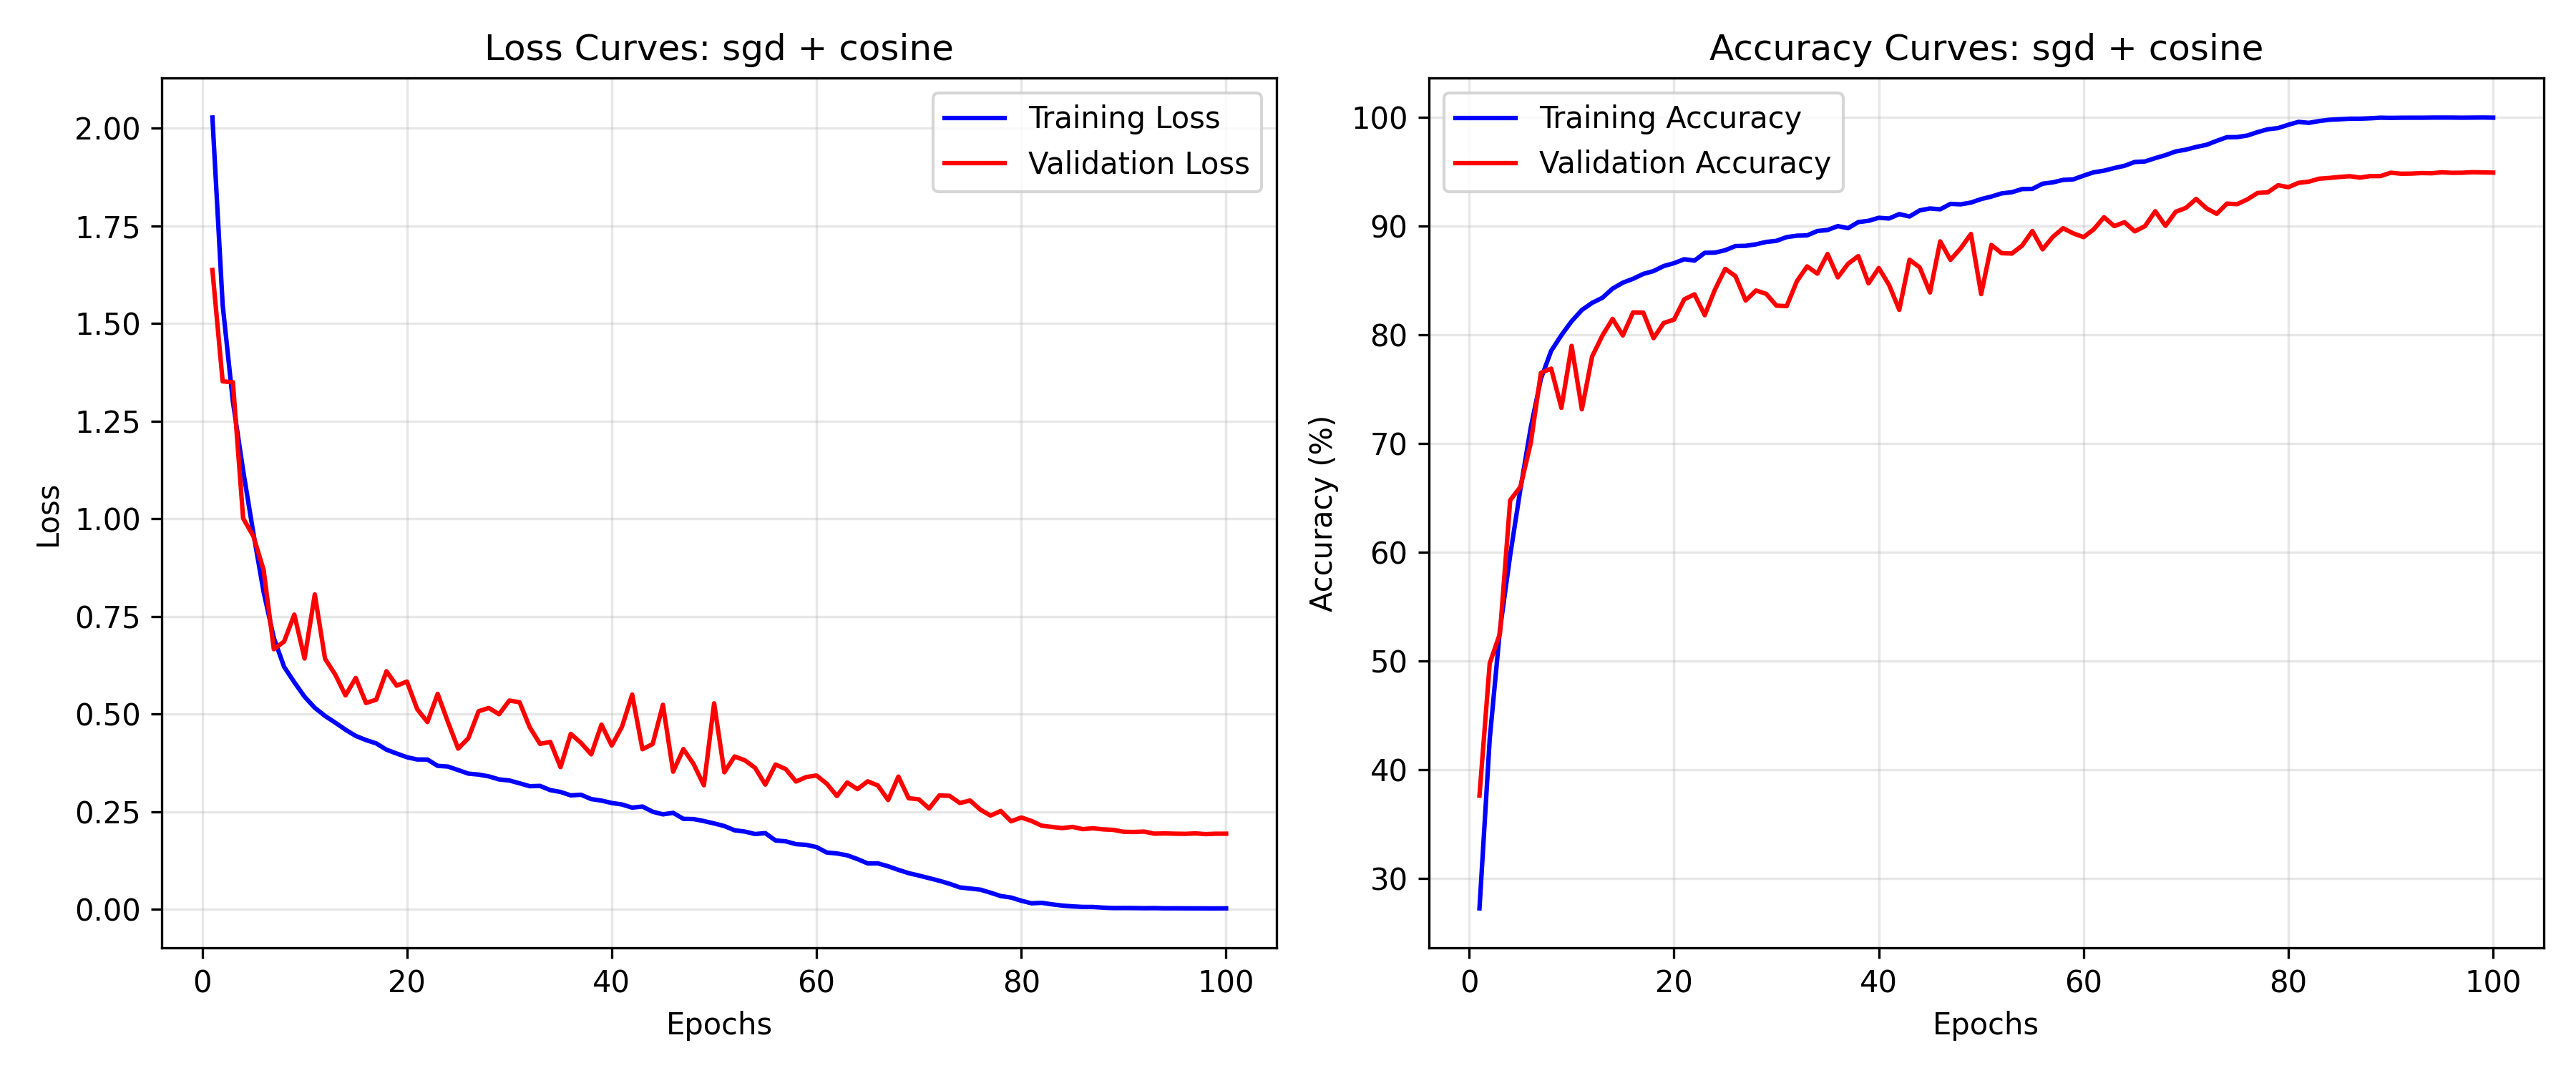 Loss Curves: sgd + cosine
Training Loss
Validation Loss
2.00
1.75
1.50
1.25
1.00
0.75
0.50
0.25
0.00
Loss
0 20 40 60 80 100
Epochs
Accuracy Curves: sgd + cosine
Training Accuracy
Validation Accuracy
100
90
80
70
60
50
40
30
Accuracy (%)
0 20 40 60 80 100
Epochs